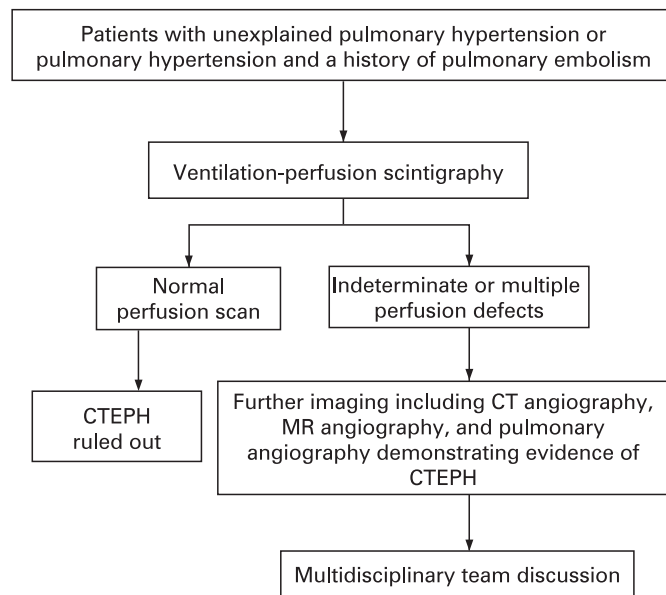 Patients with unexplained pulmonary hypertension or
pulmonary hypertension and a history of pulmonary embolism
Ventilation-perfusion scintigraphy
Normal
perfusion scan
Indeterminate or multiple
perfusion defects
CTEPH
ruled out
Further imaging including CT angiography,
MR angiography, and pulmonary
angiography demonstrating evidence of
CTEPH
Multidisciplinary team discussion